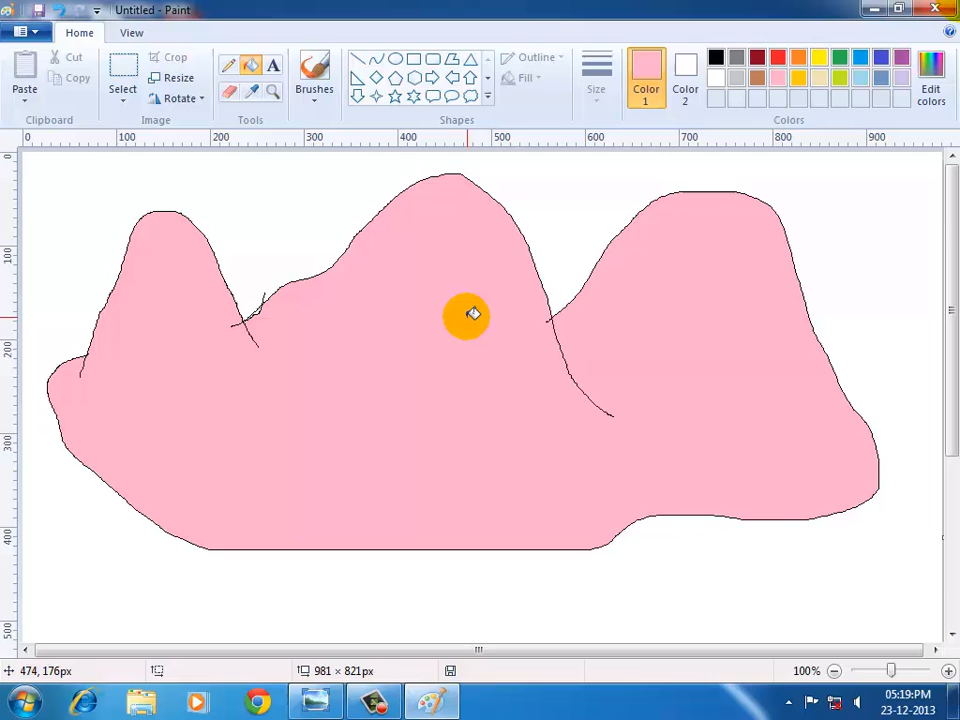 Untitled - Paint
Home View
Paste
Cut
Copy
Clipboard
Select
Crop
Resize
Rotate
Image
A
Tools
Brushes
Outline
Fill
Shapes
Size
Color 1
Color 2
Edit colors
Colors
0 100 200 300 400 500 600 700 800 900
0
100
200
300
400
500
474, 176px
981 × 821px
100%
05:19:PM
23-12-2013